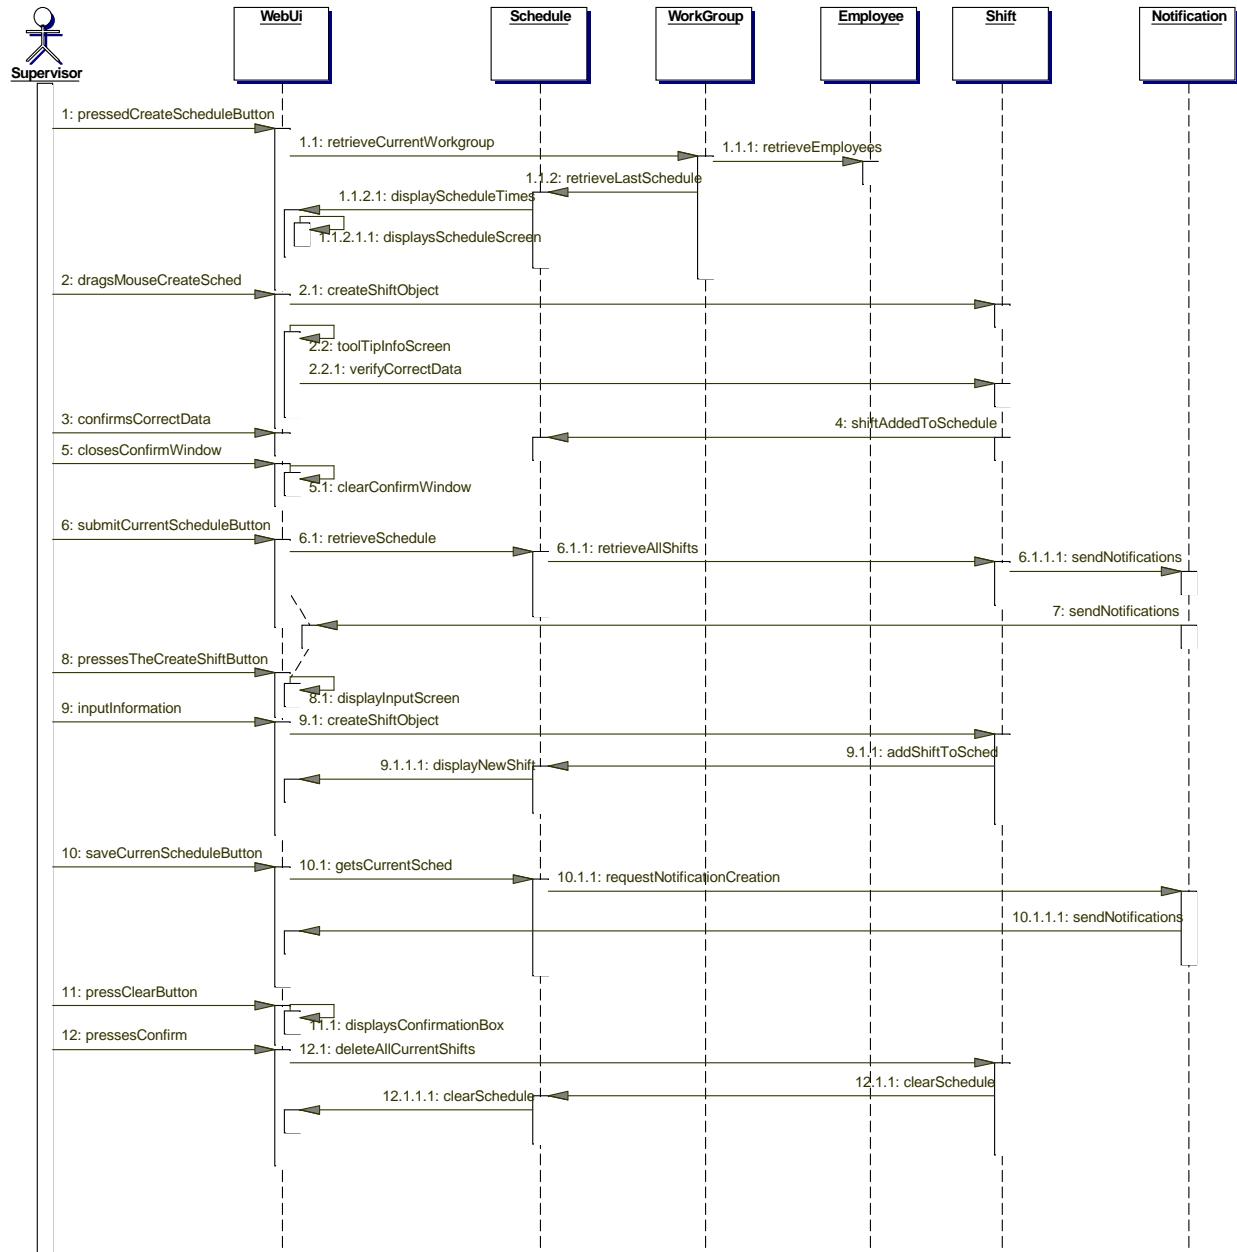 WebUi
Schedule
WorkGroup
Employee
Shift
Notification
Supervisor
1: pressedCreateScheduleButton
1.1: retrieveCurrentWorkgroup
1.1.1: retrieveEmployees
1.1.2: retrieveLastSchedule
1.1.2.1: displayScheduleTimes
1.1.2.1.1: displaysScheduleScreen
2: dragsMouseCreateSched
2.1: createShiftObject
2.2: toolTipInfoScreen
2.2.1: verifyCorrectData
3: confirmsCorrectData
4: shiftAddedToSchedule
5: closesConfirmWindow
5.1: clearConfirmWindow
6: submitCurrentScheduleButton
6.1: retrieveSchedule
6.1.1: retrieveAllShifts
6.1.1.1: sendNotifications
7: sendNotifications
8: pressesTheCreateShiftButton
8.1: displayInputScreen
9: inputInformation
9.1: createShiftObject
9.1.1: addShiftToSched
9.1.1.1: displayNewShift
10: saveCurrenScheduleButton
10.1: getsCurrentSched
10.1.1: requestNotificationCreation
10.1.1.1: sendNotifications
11: pressClearButton
11.1: displaysConfirmationBox
12: pressesConfirm
12.1: deleteAllCurrentShifts
12.1.1: clearSchedule
12.1.1.1: clearSchedule